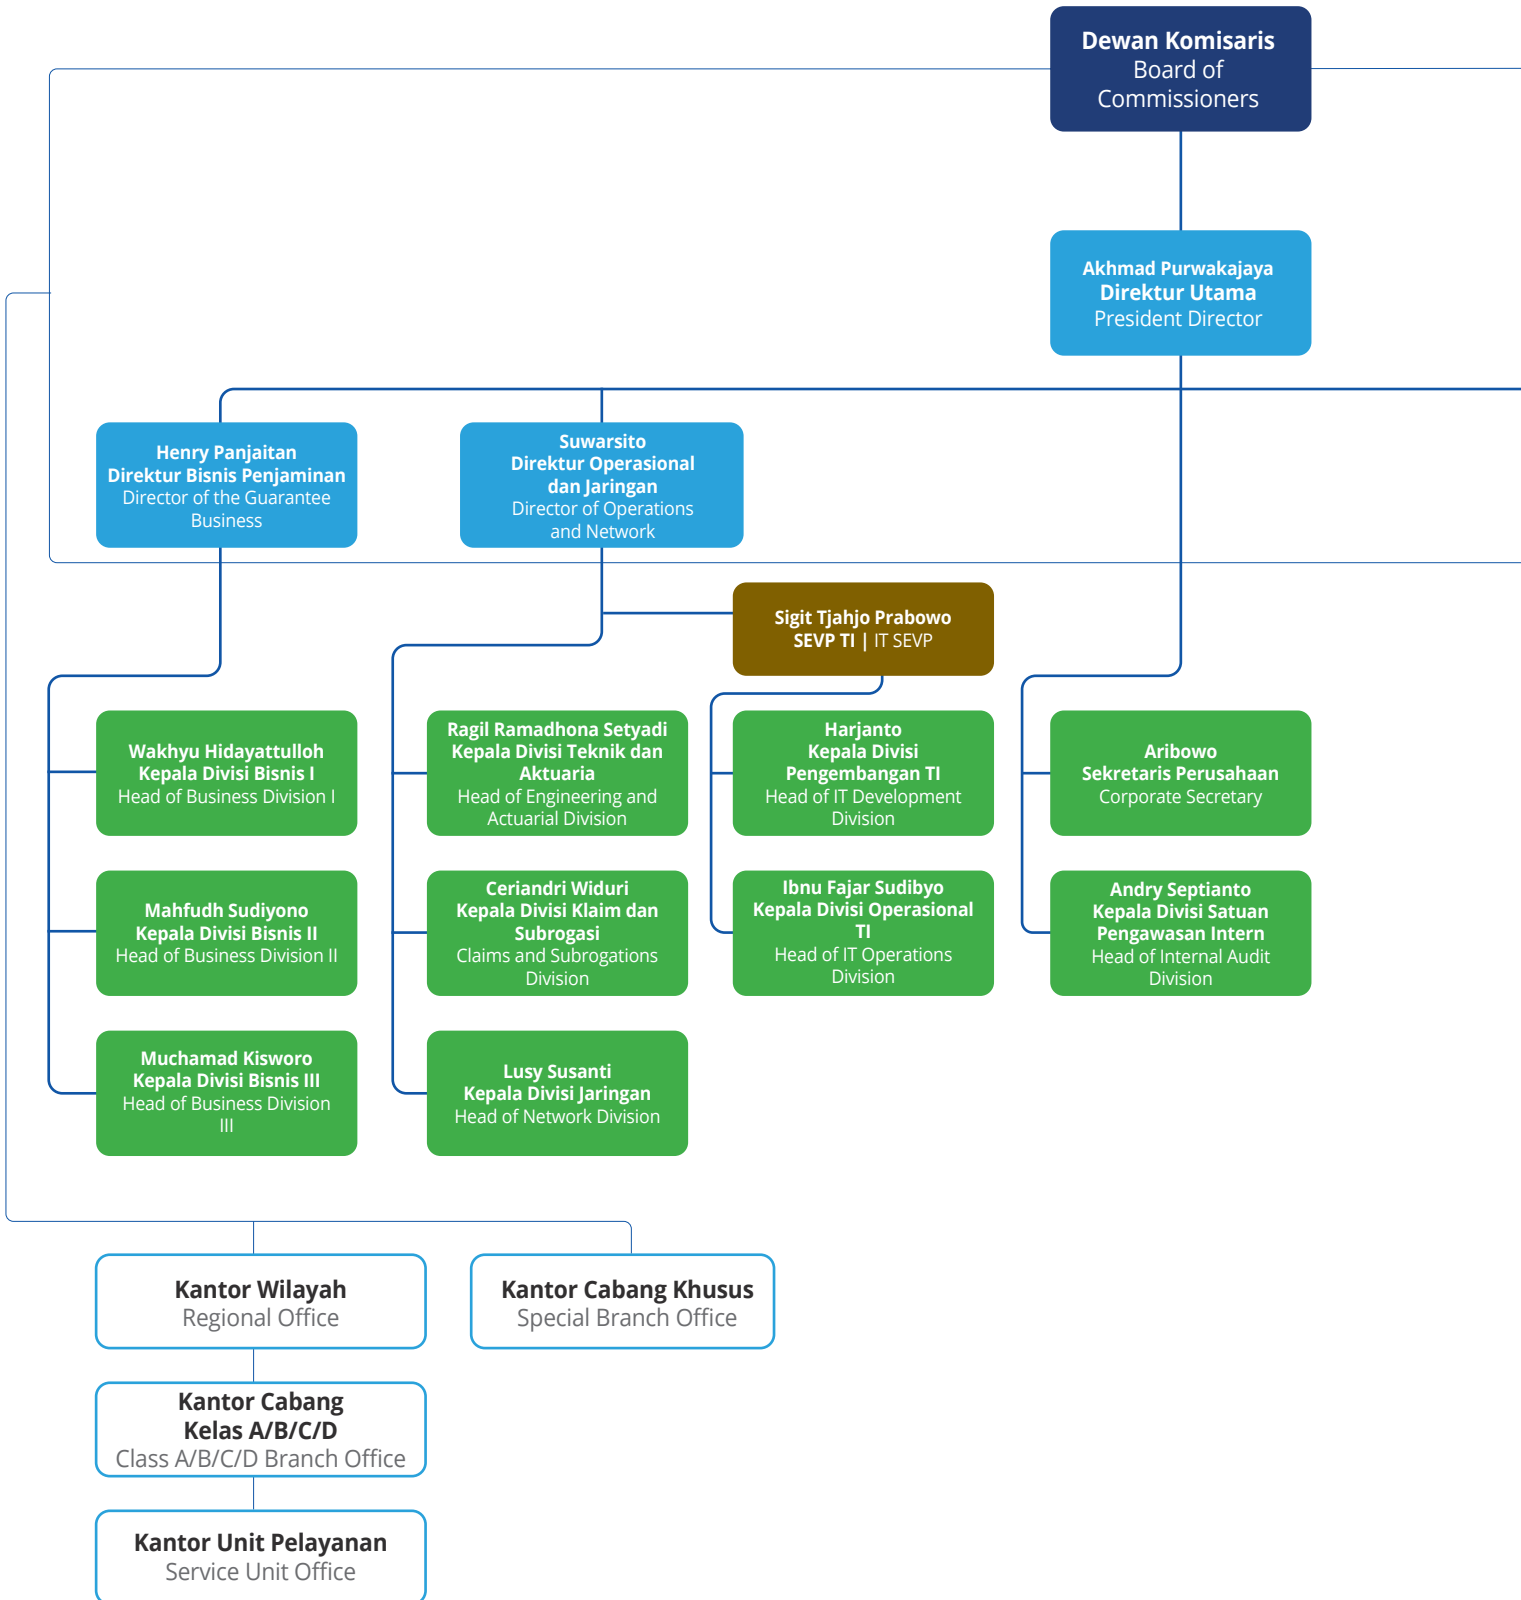 Dewan Komisaris
Board of
Commissioners
Akhmad Purwakajaya
Direktur Utama
President Director
Henry Panjaitan
Direktur Bisnis Penjaminan
Director of the Guarantee
Business
Suwarsito
Direktur Operasional
dan Jaringan
Director of Operations
and Network
Sigit Tjahjo Prabowo
SEVP TI | IT SEVP
Wakhyu Hidayattulloh
Kepala Divisi Bisnis I
Head of Business Division I
Ragil Ramadhona Setyadi
Kepala Divisi Teknik dan
Aktuaria
Head of Engineering and
Actuarial Division
Harjanto
Kepala Divisi
Pengembangan TI
Head of IT Development
Division
Aribowo
Sekretaris Perusahaan
Corporate Secretary
Mahfudh Sudiyono
Kepala Divisi Bisnis II
Head of Business Division II
Ceriandri Widuri
Kepala Divisi Klaim dan
Subrogasi
Claims and Subrogations
Division
Ibnu Fajar Sudibyo
Kepala Divisi Operasional
TI
Head of IT Operations
Division
Andry Septianto
Kepala Divisi Satuan
Pengawasan Intern
Head of Internal Audit
Division
Muchamad Kisworo
Kepala Divisi Bisnis III
Head of Business Division
III
Lusy Susanti
Kepala Divisi Jaringan
Head of Network Division
Kantor Wilayah
Regional Office
Kantor Cabang Khusus
Special Branch Office
Kantor Cabang
Kelas A/B/C/D
Class A/B/C/D Branch Office
Kantor Unit Pelayanan
Service Unit Office